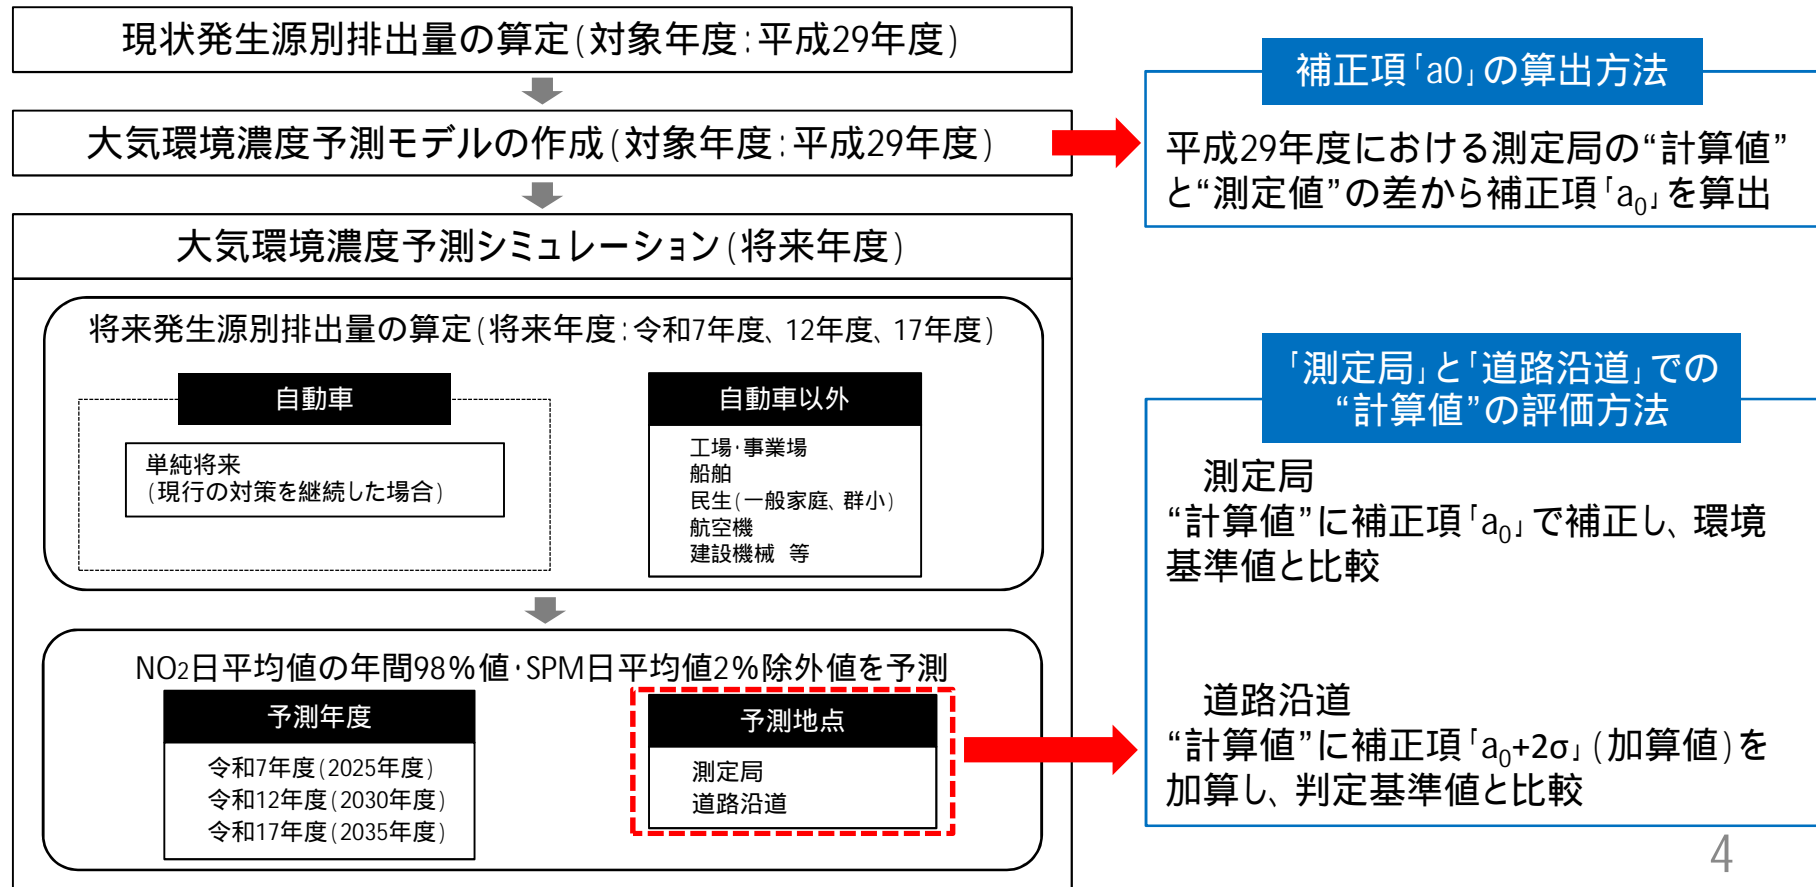 現状発生源別排出量の算定(対象年度:平成29年度)
大気環境濃度予測モデルの作成(対象年度:平成29年度)
大気環境濃度予測シミュレーション(将来年度)
将来発生源別排出量の算定(将来年度:令和7年度、12年度、17年度)
自動車
単純将来
(現行の対策を継続した場合)
自動車以外
工場・事業場
船舶
民生(一般家庭、群小)
航空機
建設機械 等
NO2日平均値の年間98%値・SPM日平均値2%除外値を予測
予測年度
令和7年度(2025年度)
令和12年度(2030年度)
令和17年度(2035年度)
予測地点
測定局
道路沿道
補正項「a0」の算出方法
平成29年度における測定局の“計算値”
と“測定値”の差から補正項「a₀」を算出
「測定局」と「道路沿道」での
“計算値”の評価方法
測定局
“計算値”に補正項「a₀」で補正し、環境
基準値と比較
道路沿道
“計算値”に補正項「a₀+2σ」(加算値)を
加算し、判定基準値と比較
4